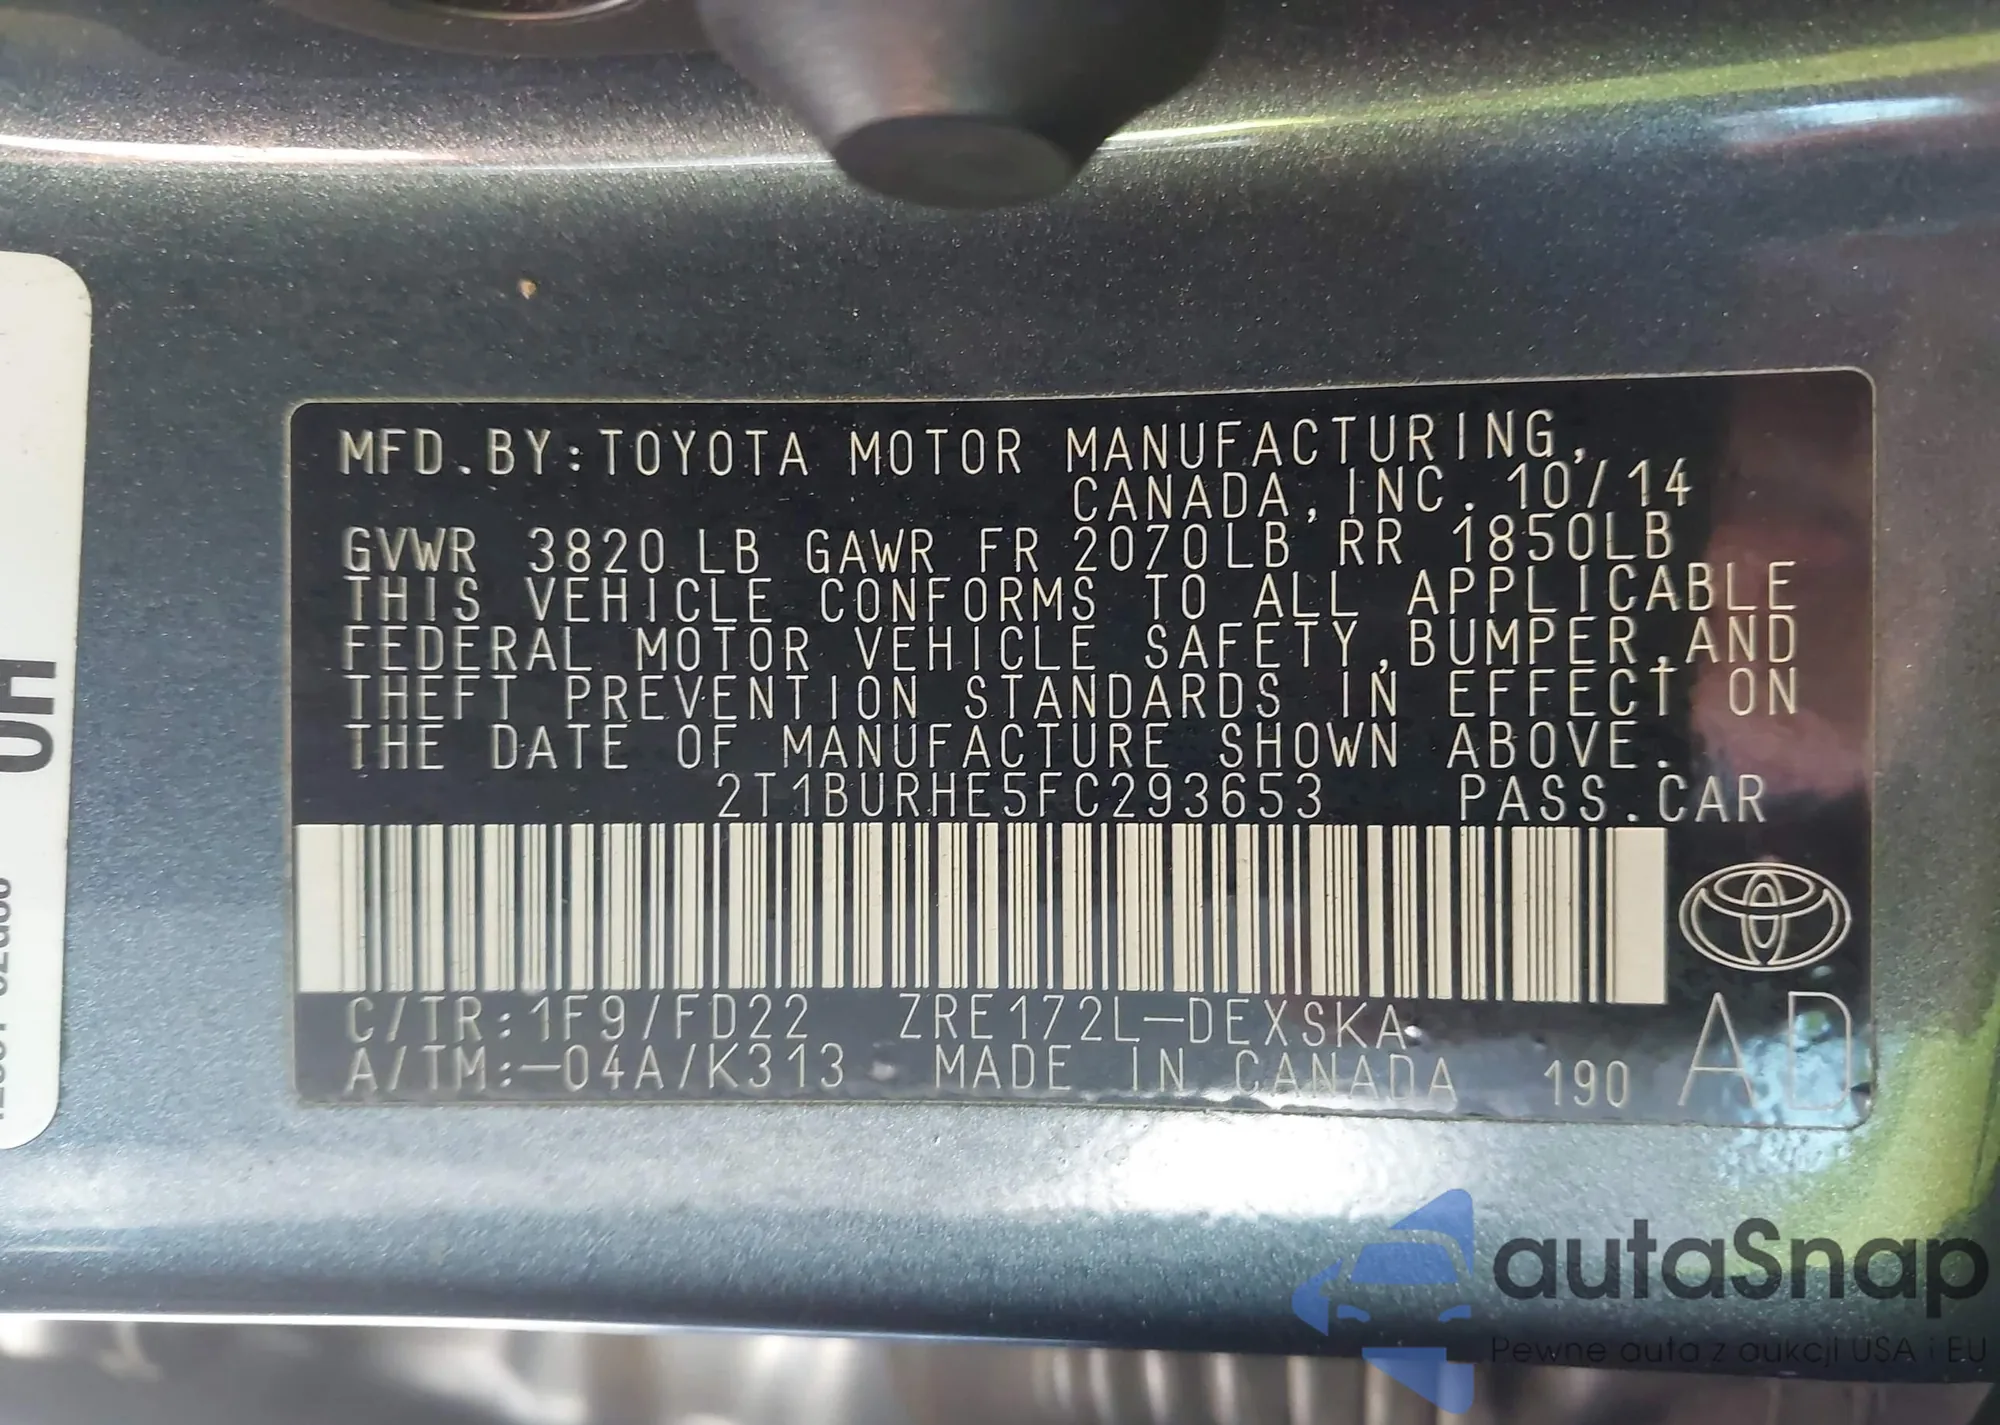 MFD.BY:TOYOTA MOTOR MANUFACTURING,
CANADA,INC. 10/14
GVWR 3820 LB GAWR FR 2070LB RR 1850LB
THIS VEHICLE CONFORMS TO ALL APPLICABLE
FEDERAL MOTOR VEHICLE SAFETY,BUMPER,AND
THEFT PREVENTION STANDARDS IN EFFECT ON
THE DATE OF MANUFACTURE SHOWN ABOVE.
2T1BURHE5FC293653 PASS.CAR
C/TR:1F9/FD22 ZRE172L-DEXSKA
A/TM:-04A/K313 MADE IN CANADA 190 AD
autaSnap
Pewne auta z aukcji USA i EU